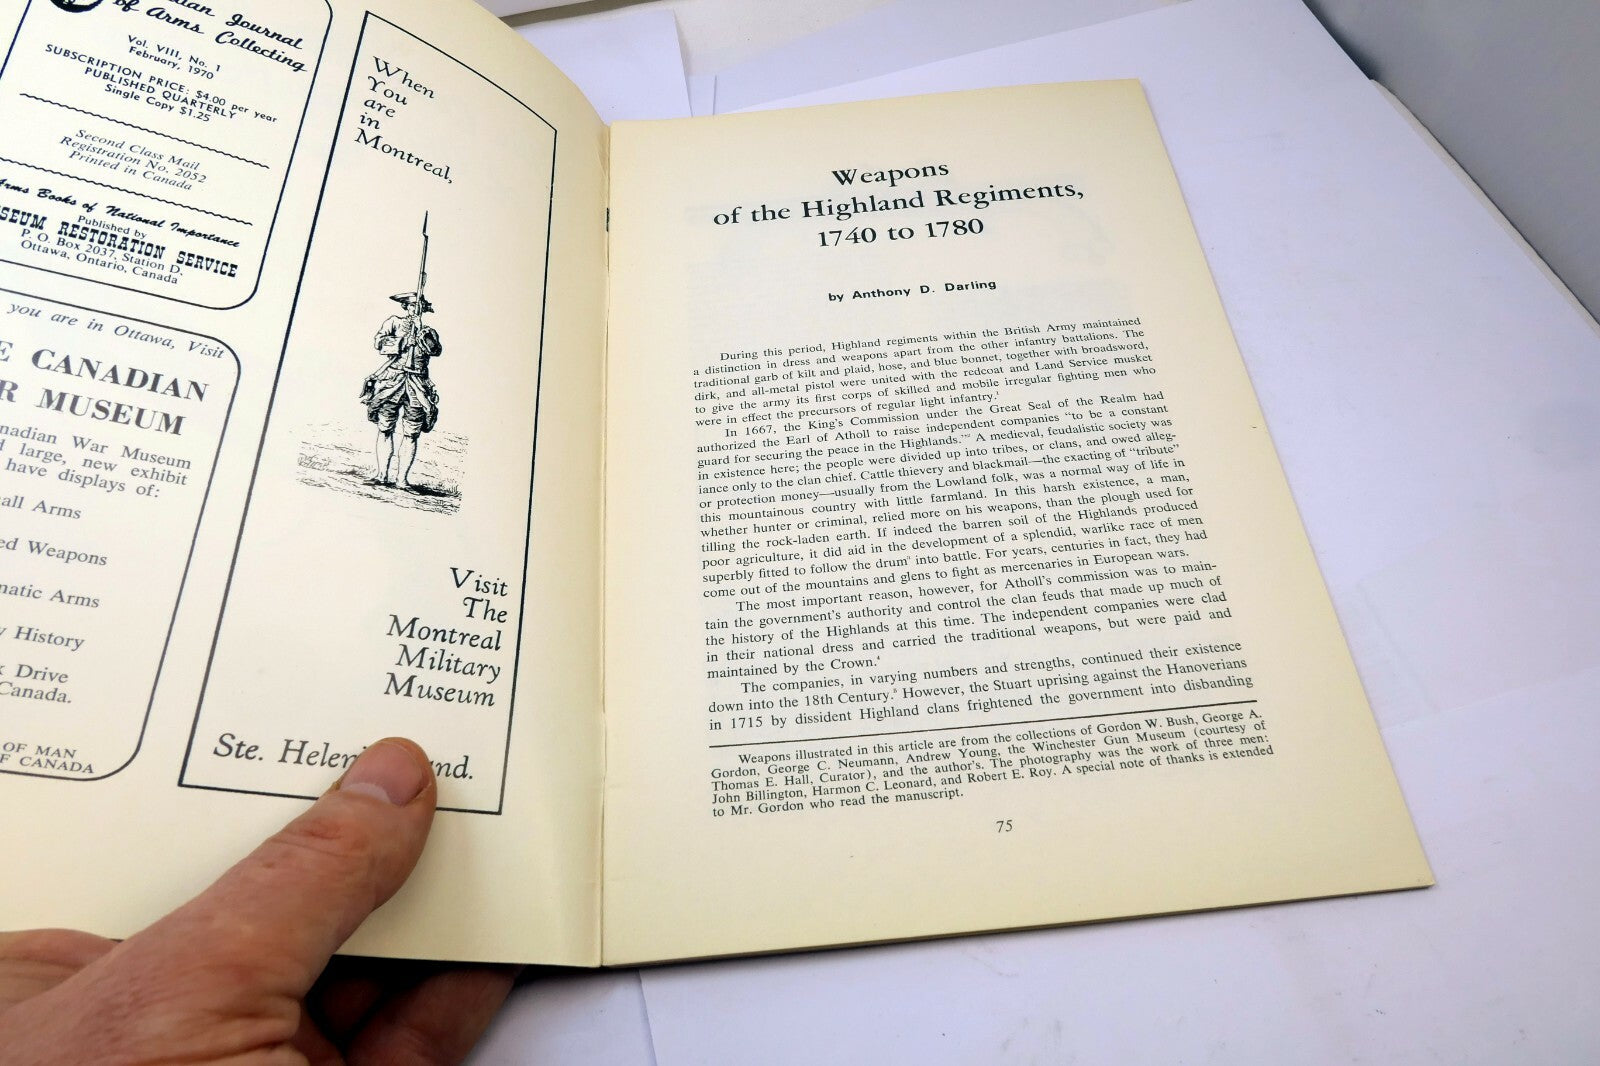 dian Journal
of Arms Collecting
Vol. VIII, No. 1
February, 1970
SUBSCRIPTION PRICE: $4.00 per year
PUBLISHED QUARTERLY
Single Copy $1.25
Second Class Mail
Registration No. 2052
Printed in Canada
Arms Books of National Importance
Published by
SEUM RESTORATION SERVICE
P. O. Box 2037, Station D,
Ottawa, Ontario, Canada
you are in Ottawa, Visit
E CANADIAN
R MUSEUM
nadian War Museum
d large, new exhibit
have displays of:
all Arms
ed Weapons
matic Arms
y History
Drive
Canada.
OF MAN
F CANADA
When
You
are
in
Montreal,
Visit
The
Montreal
Military
Museum
Ste. Helen nd.
Weapons
of the Highland Regiments,
1740 to 1780
by Anthony D. Darling
During this period, Highland regiments within the British Army maintained
a distinction in dress and weapons apart from the other infantry battalions. The
traditional garb of kilt and plaid, hose, and blue bonnet, together with broadsword,
dirk, and all-metal pistol were united with the redcoat and Land Service musket
to give the army its first corps of skilled and mobile irregular fighting men who
were in effect the precursors of regular light infantry.¹
In 1667, the King's Commission under the Great Seal of the Realm had
authorized the Earl of Atholl to raise independent companies "to be a constant
guard for securing the peace in the Highlands."² A medieval, feudalistic society was
in existence here; the people were divided up into tribes, or clans, and owed alleg-
iance only to the clan chief. Cattle thievery and blackmail—the exacting of "tribute"
or protection money—usually from the Lowland folk, was a normal way of life in
this mountainous country with little farmland. In this harsh existence, a man,
whether hunter or criminal, relied more on his weapons, than the plough used for
tilling the rock-laden earth. If indeed the barren soil of the Highlands produced
poor agriculture, it did aid in the development of a splendid, warlike race of men
superbly fitted to follow the drum³ into battle. For years, centuries in fact, they had
come out of the mountains and glens to fight as mercenaries in European wars.
The most important reason, however, for Atholl's commission was to main-
tain the government's authority and control the clan feuds that made up much of
the history of the Highlands at this time. The independent companies were clad
in their national dress and carried the traditional weapons, but were paid and
maintained by the Crown.⁴
The companies, in varying numbers and strengths, continued their existence
down into the 18th Century.⁵ However, the Stuart uprising against the Hanoverians
in 1715 by dissident Highland clans frightened the government into disbanding
Weapons illustrated in this article are from the collections of Gordon W. Bush, George A.
Gordon, George C. Neumann, Andrew Young, the Winchester Gun Museum (courtesy of
Thomas E. Hall, Curator), and the author's. The photography was the work of three men:
John Billington, Harmon C. Leonard, and Robert E. Roy. A special note of thanks is extended
to Mr. Gordon who read the manuscript.
75